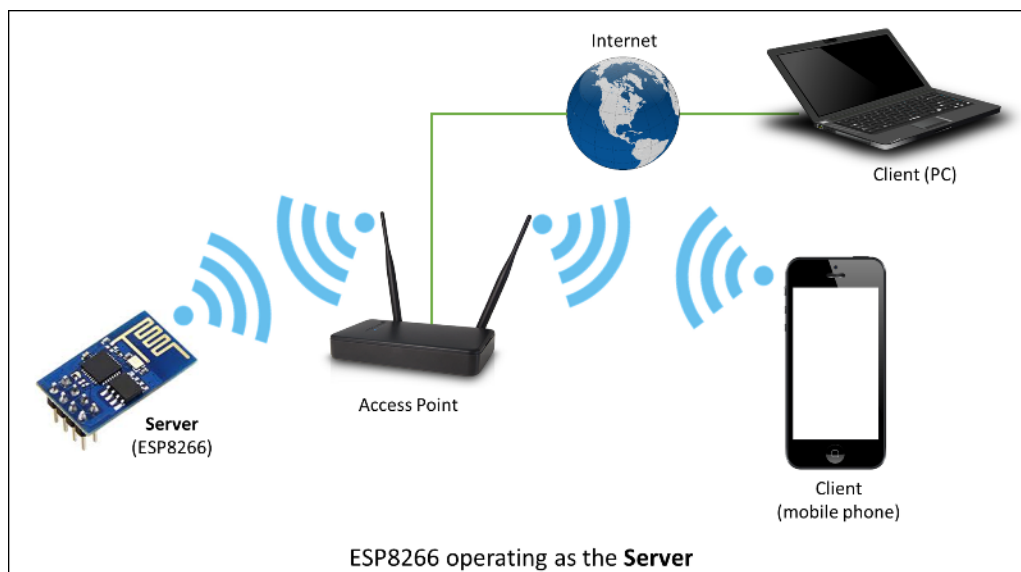 Internet
Client (PC)
Access Point
Server
(ESP8266)
Client
(mobile phone)
ESP8266 operating as the Server